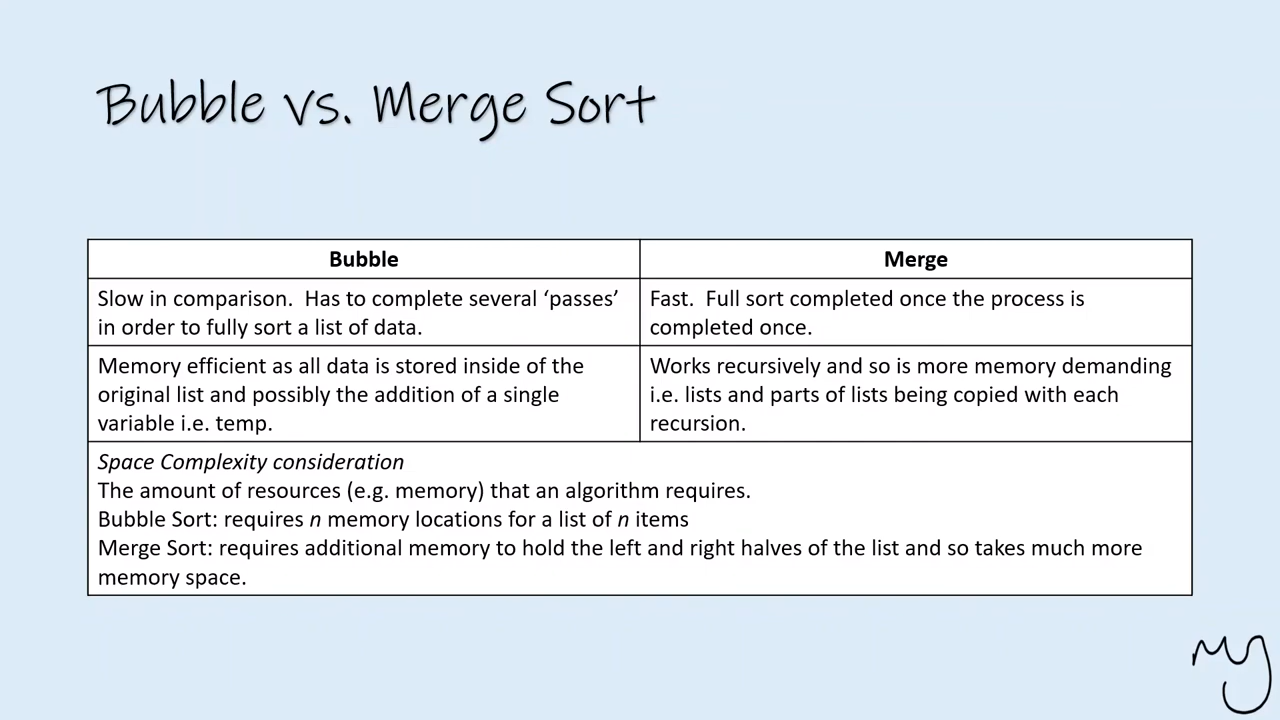 Bubble vs. Merge Sort
Bubble
Merge
Slow in comparison.  Has to complete several ‘passes’
in order to fully sort a list of data.
Fast.  Full sort completed once the process is
completed once.
Memory efficient as all data is stored inside of the
original list and possibly the addition of a single
variable i.e. temp.
Works recursively and so is more memory demanding
i.e. lists and parts of lists being copied with each
recursion.
Space Complexity consideration
The amount of resources (e.g. memory) that an algorithm requires.
Bubble Sort: requires n memory locations for a list of n items
Merge Sort: requires additional memory to hold the left and right halves of the list and so takes much more
memory space.